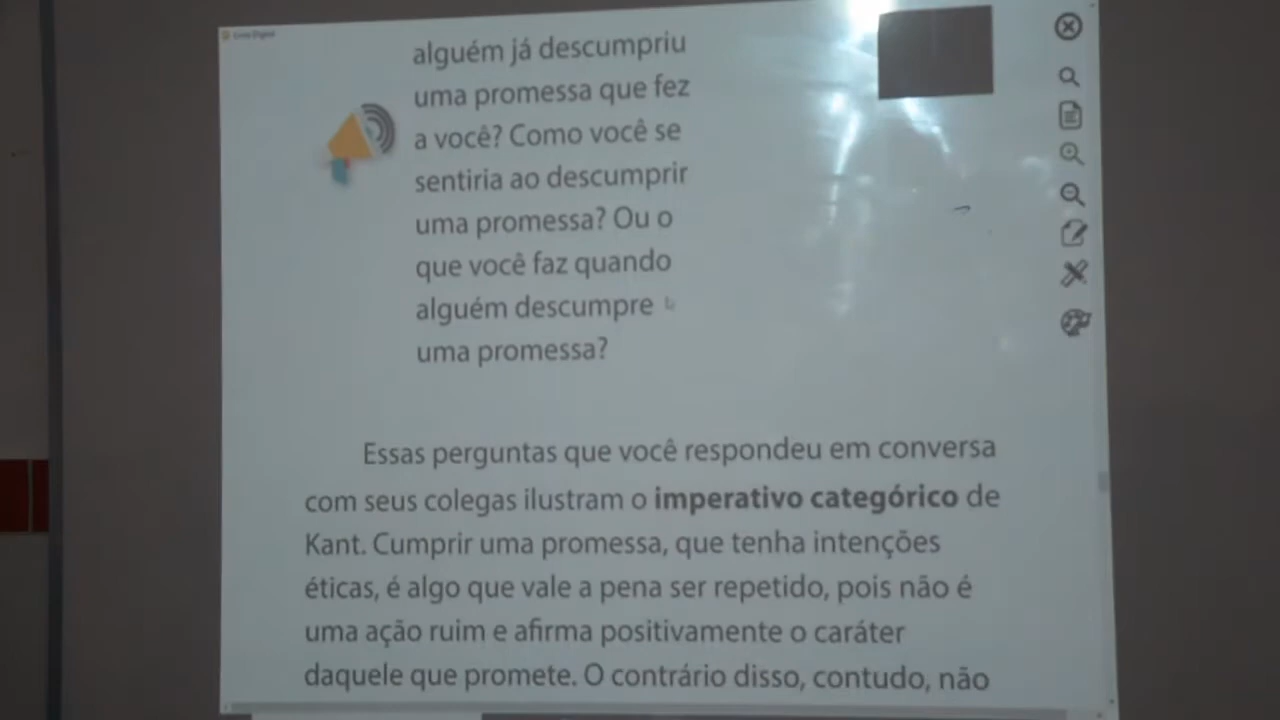 alguém já descumpriu
uma promessa que fez
a você? Como você se
sentiria ao descumprir
uma promessa? Ou o
que você faz quando
alguém descumpre
uma promessa?
Essas perguntas que você respondeu em conversa
com seus colegas ilustram o imperativo categórico de
Kant. Cumprir uma promessa, que tenha intenções
éticas, é algo que vale a pena ser repetido, pois não é
uma ação ruim e afirma positivamente o caráter
daquele que promete. O contrário disso, contudo, não